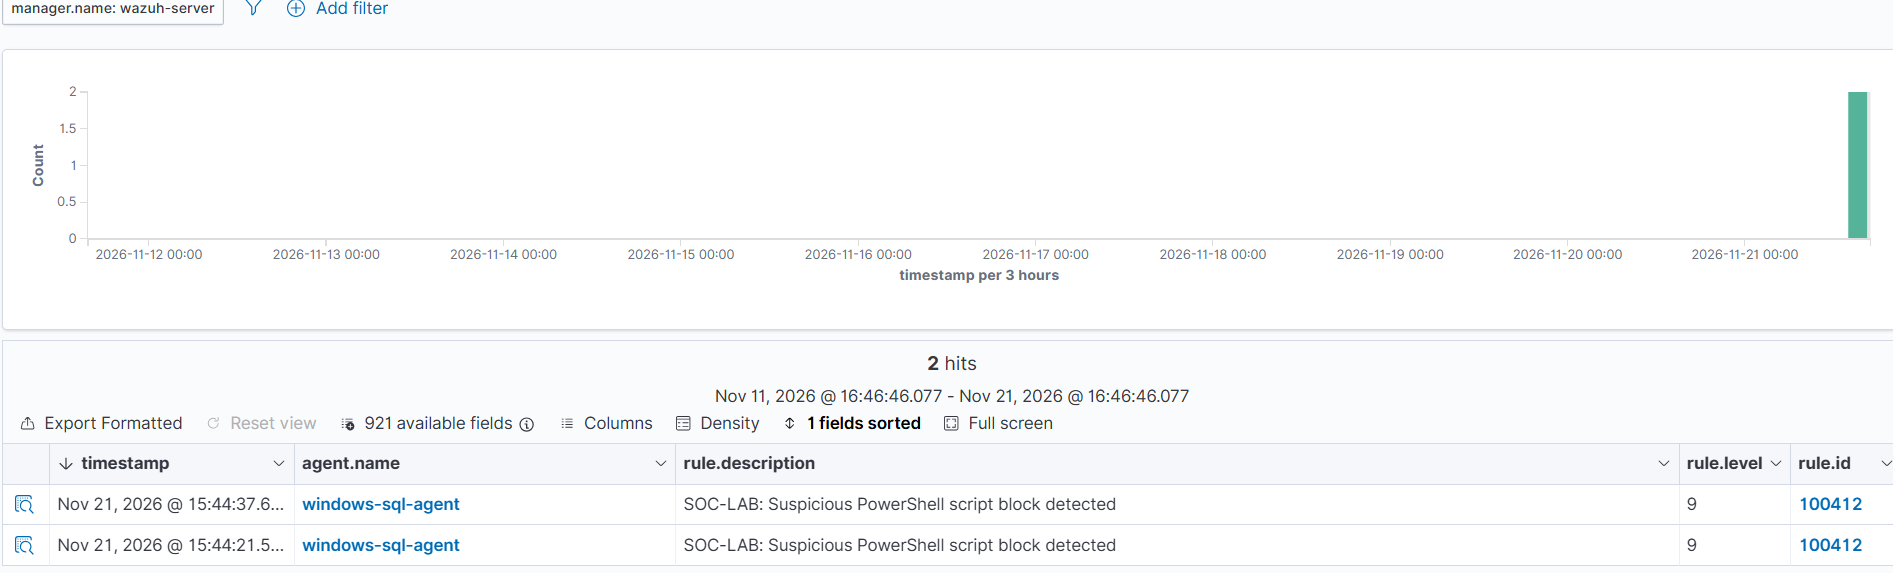 manager.name: wazuh-server Add filter
2
1.5
1
0.5
0
Count
2026-11-12 00:00 2026-11-13 00:00 2026-11-14 00:00 2026-11-15 00:00 2026-11-16 00:00 2026-11-17 00:00 2026-11-18 00:00 2026-11-19 00:00 2026-11-20 00:00 2026-11-21 00:00
timestamp per 3 hours
2 hits
Nov 11, 2026 @ 16:46:46.077 - Nov 21, 2026 @ 16:46:46.077
Export Formatted Reset view 921 available fields Columns Density 1 fields sorted Full screen
timestamp agent.name rule.description rule.level rule.id
Nov 21, 2026 @ 15:44:37.6... windows-sql-agent SOC-LAB: Suspicious PowerShell script block detected 9 100412
Nov 21, 2026 @ 15:44:21.5... windows-sql-agent SOC-LAB: Suspicious PowerShell script block detected 9 100412